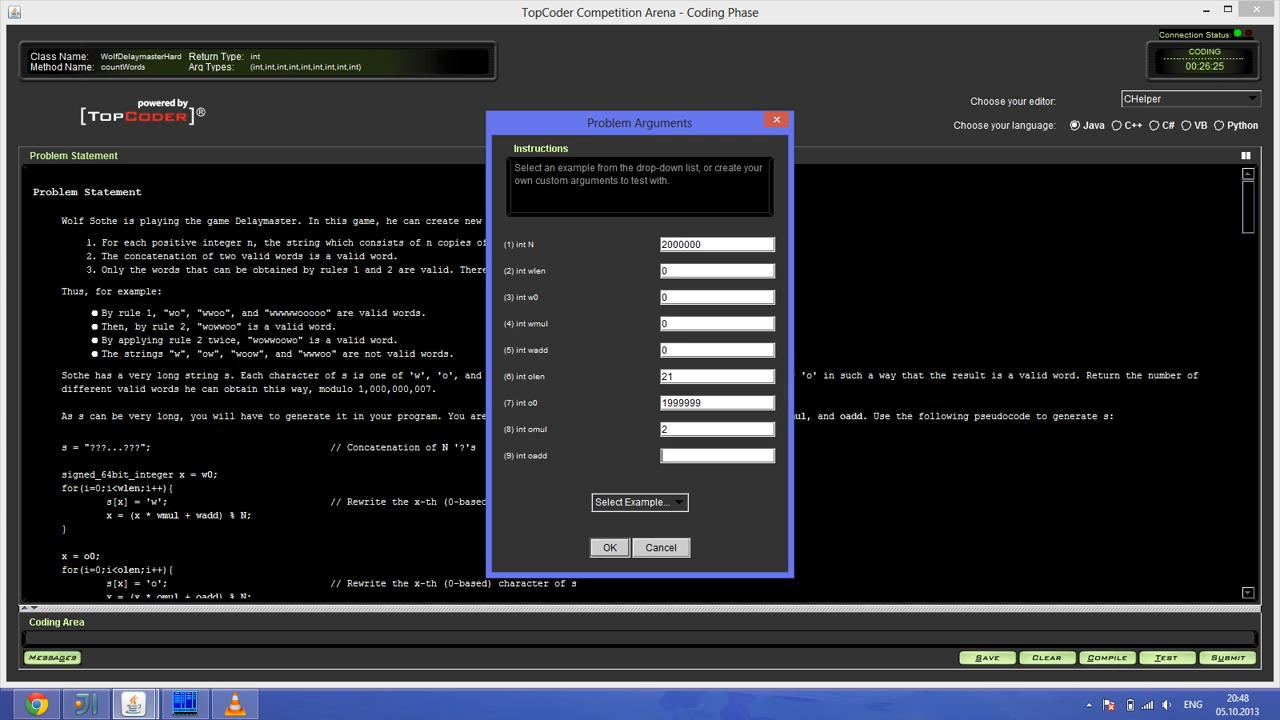 TopCoder Competition Arena - Coding Phase
Connection Status:
Class Name: WolfDelaymasterHard Return Type: int
Method Name: countWords Arg Types: (int,int,int,int,int,int,int,int,int)
CODING
00:26:25
powered by
[TOPCODER]®
Choose your editor: CHelper
Choose your language: Java C++ C# VB Python
Problem Statement
Problem Statement
Wolf Sothe is playing the game Delaymaster. In this game, he can create new
1. For each positive integer n, the string which consists of n copies of
2. The concatenation of two valid words is a valid word.
3. Only the words that can be obtained by rules 1 and 2 are valid. There
Thus, for example:
By rule 1, "wo", "wwoo", and "wwwwwooooo" are valid words.
Then, by rule 2, "wowwoo" is a valid word.
By applying rule 2 twice, "wowwoowo" is a valid word.
The strings "w", "ow", "woow", and "wwwoo" are not valid words.
Sothe has a very long string s. Each character of s is one of 'w', 'o', and 'o' in such a way that the result is a valid word. Return the number of
different valid words he can obtain this way, modulo 1,000,000,007.
As s can be very long, you will have to generate it in your program. You are mul, and oadd. Use the following pseudocode to generate s:
s = "???...???"; // Concatenation of N '?'s
signed_64bit_integer x = w0;
for(i=0;i<wlen;i++){
s[x] = 'w'; // Rewrite the x-th (0-based
x = (x * wmul + wadd) % N;
}
x = o0;
for(i=0;i<olen;i++){
s[x] = 'o'; // Rewrite the x-th (0-based) character of s
x = (x * omul + oadd) % N;
Problem Arguments
Instructions
Select an example from the drop-down list, or create your
own custom arguments to test with.
(1) int N 2000000
(2) int wlen 0
(3) int w0 0
(4) int wmul 0
(5) int wadd 0
(6) int olen 21
(7) int o0 1999999
(8) int omul 2
(9) int oadd
Select Example...
OK Cancel
Coding Area
MESSAGES SAVE CLEAR COMPILE TEST SUBMIT
ENG
20:48
05.10.2013